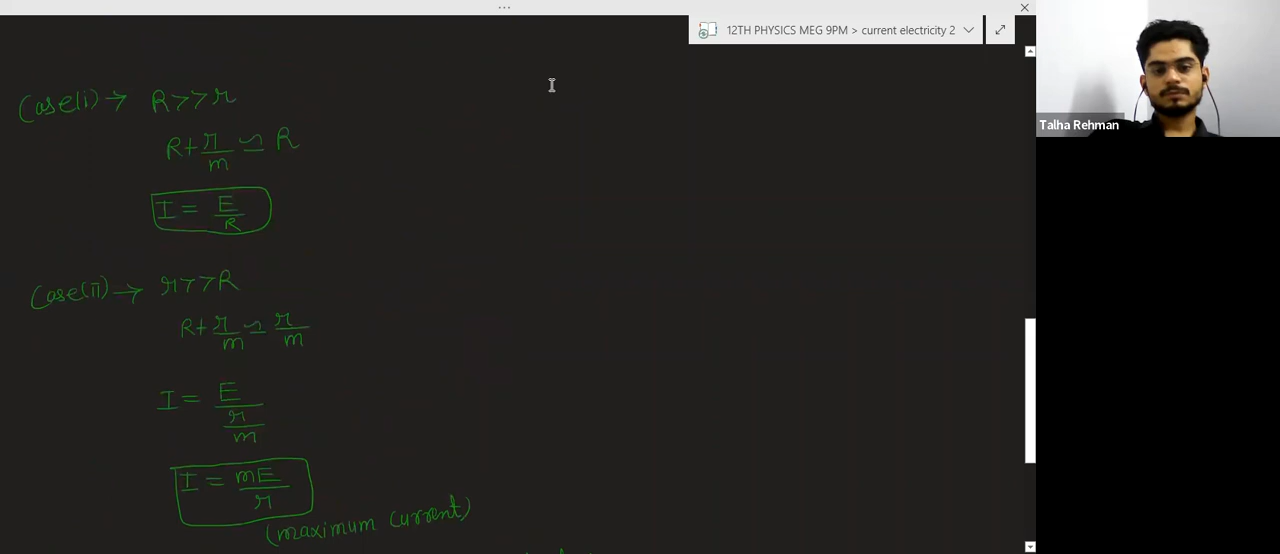 12TH PHYSICS MEG 9PM > current electricity 2
Talha Rehman
Case(i) → R>>r
R+r/m ≃ R
I = E/R
Case(ii) → r>>R
R+r/m ≃ r/m
I = E/(r/m)
I = mE/r
(maximum current)